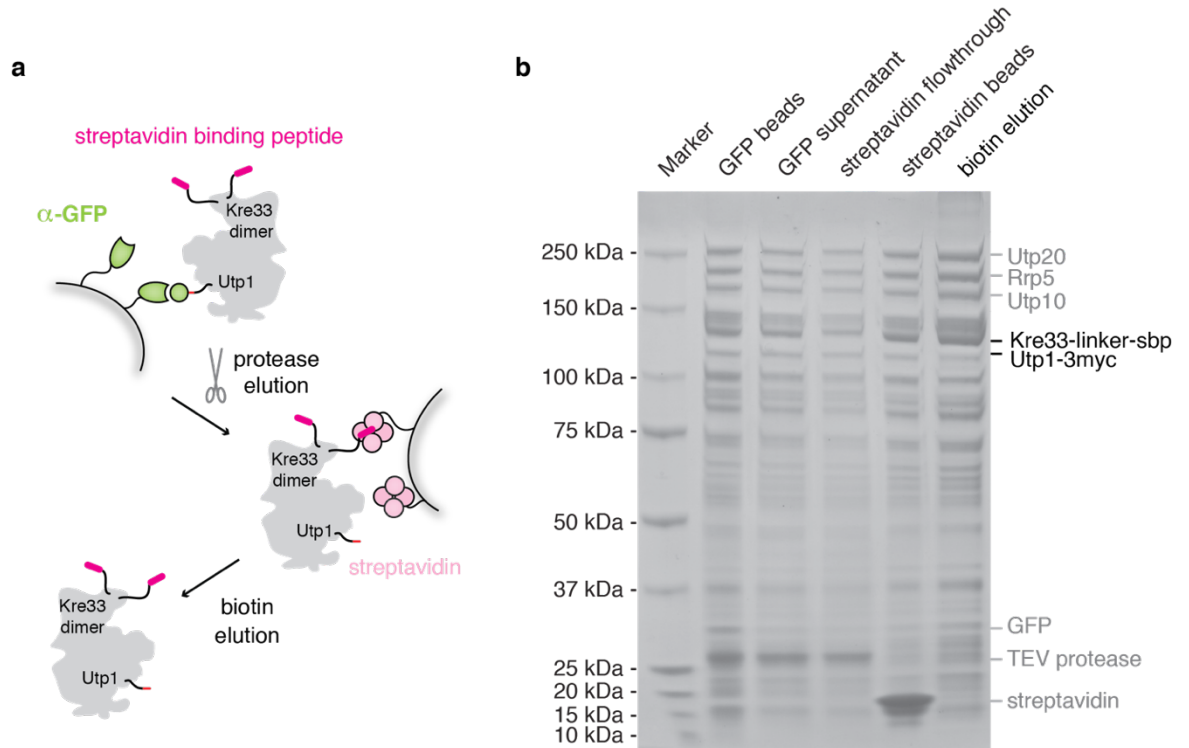 a
streptavidin binding peptide
α-GFP
Kre33
dimer
Utp1
protease
elution
Kre33
dimer
Utp1
streptavidin
biotin
elution
Kre33
dimer
Utp1
b
Marker
GFP beads
GFP supernatant
streptavidin flowthrough
streptavidin beads
biotin elution
250 kDa -
150 kDa -
100 kDa -
75 kDa -
50 kDa -
37 kDa -
25 kDa -
20 kDa -
15 kDa -
10 kDa -
Utp20
Rrp5
Utp10
Kre33-linker-sbp
Utp1-3myc
GFP
TEV protease
streptavidin